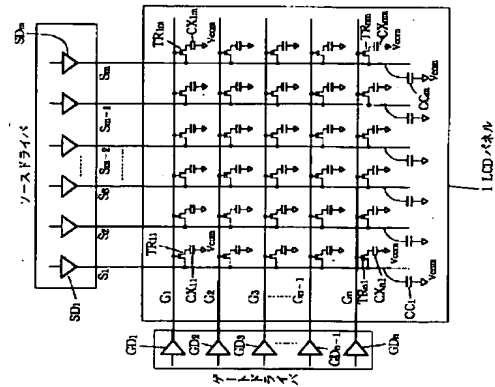 ソースドライバ
SD1
SDm
S1
S2
S3
Sm-2
Sm-1
Sm
TR11
CX11
Vcom
TR1m
CX1m
Vcom
ゲートドライバ
GD1
GD2
GD3
GDn-1
GDn
G1
G2
G3
Gn-1
Gn
TRn1
CXn1
Vcom
CC1
Vcom
TRnm
CXnm
Vcom
CCm
Vcom
1 LCDパネル